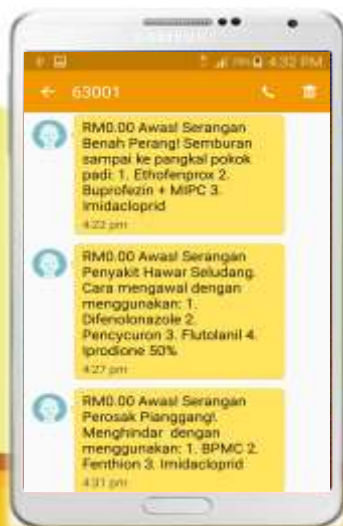 4:32 PM
63001
RM0.00 Awas! Serangan
Benah Perang! Semburan
sampai ke pangkal pokok
padi: 1. Ethofenprox 2.
Buprofezin + MIPC 3.
Imidacloprid
4:22 pm
RM0.00 Awas! Serangan
Penyakit Hawar Seludang.
Cara mengawal dengan
menggunakan: 1.
Difenolonazole 2.
Pencycuron 3. Flutolanil 4.
Iprodione 50%
4:27 pm
RM0.00 Awas! Serangan
Perosak Pianggang!.
Menghindar dengan
menggunakan: 1. BPMC 2.
Fenthion 3. Imidacloprid
4:31 pm